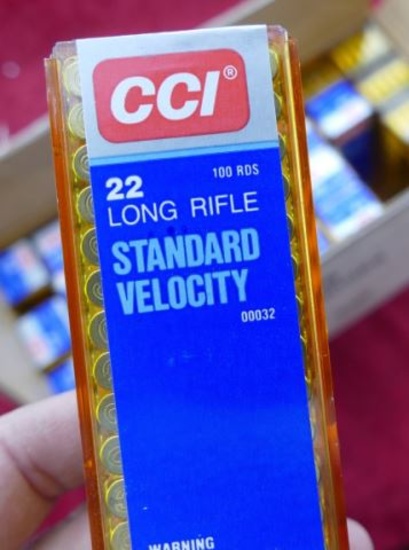 CCI®
100 RDS
22
LONG RIFLE
STANDARD
VELOCITY
00032
WARNING